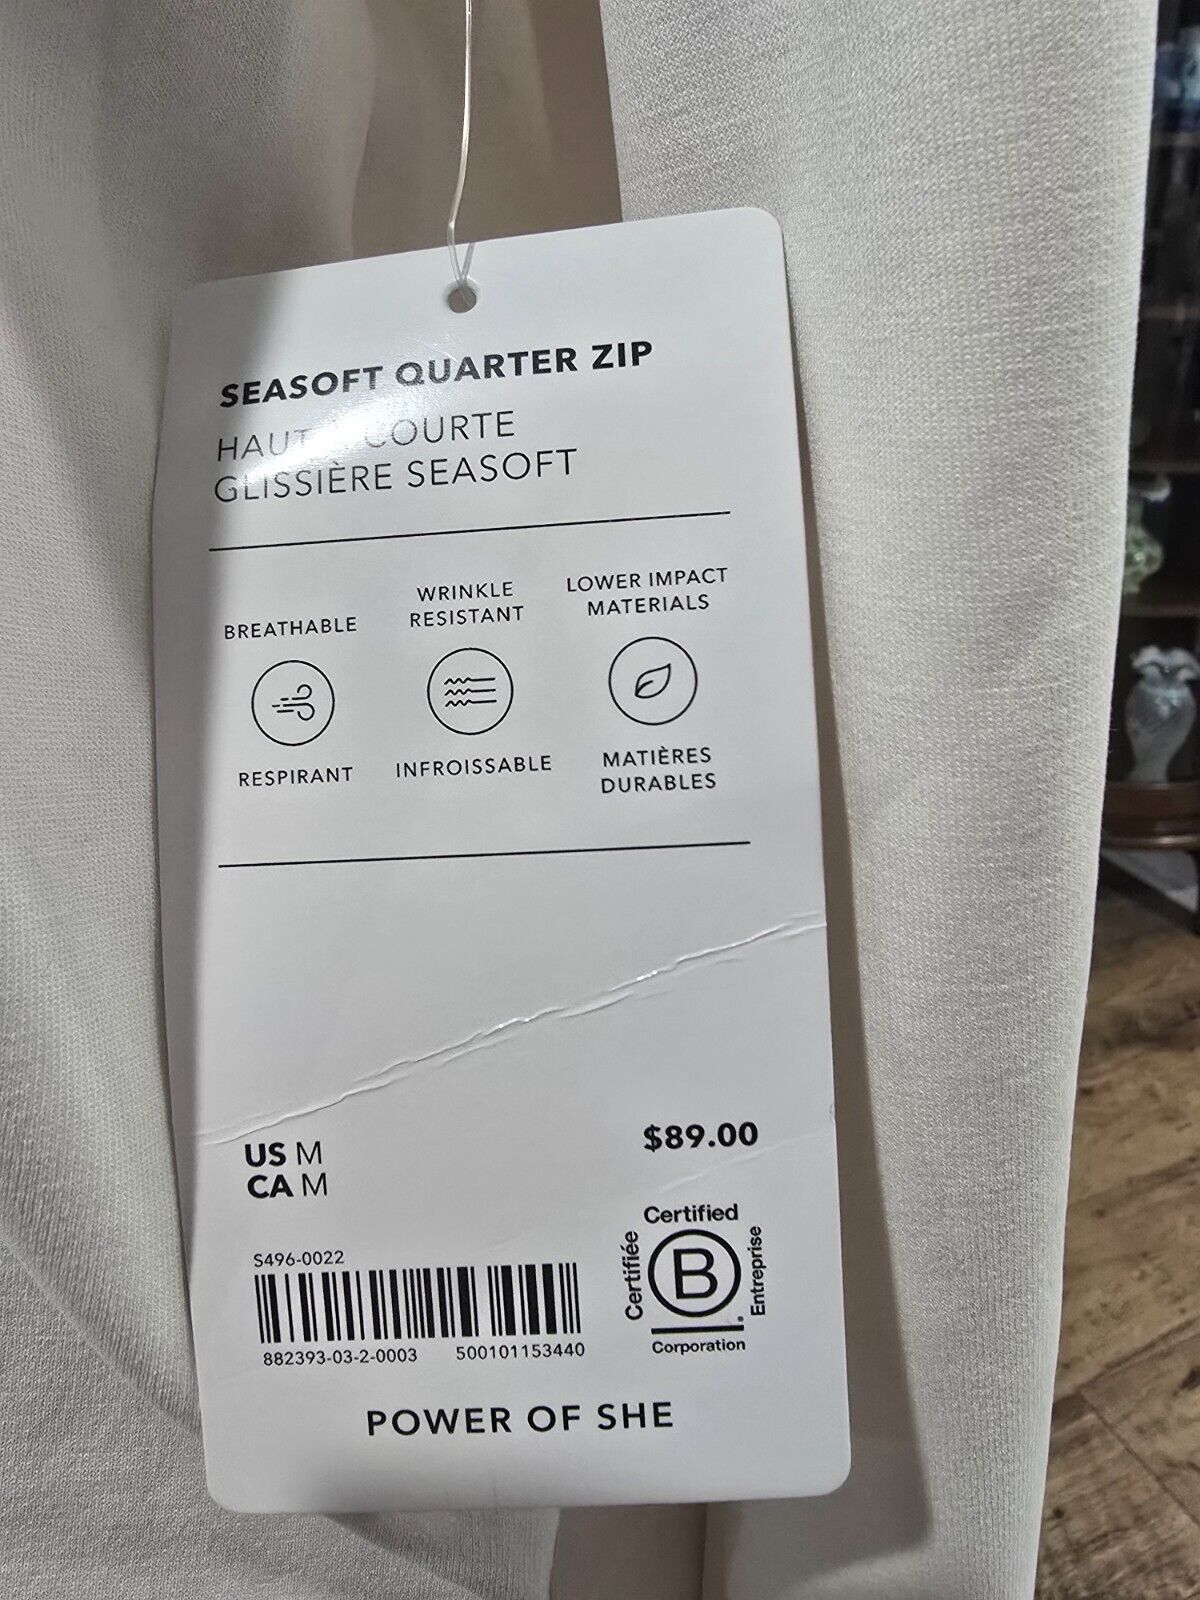 SEASOFT QUARTER ZIP
HAUT À COURTE
GLISSIÈRE SEASOFT
BREATHABLE
RESPIRANT
WRINKLE
RESISTANT
INFROISSABLE
LOWER IMPACT
MATERIALS
MATIÈRES
DURABLES
US M
CA M
$89.00
S496-0022
882393-03-2-0003 500101153440
Certified
Certifiée
B
Entreprise
Corporation
POWER OF SHE